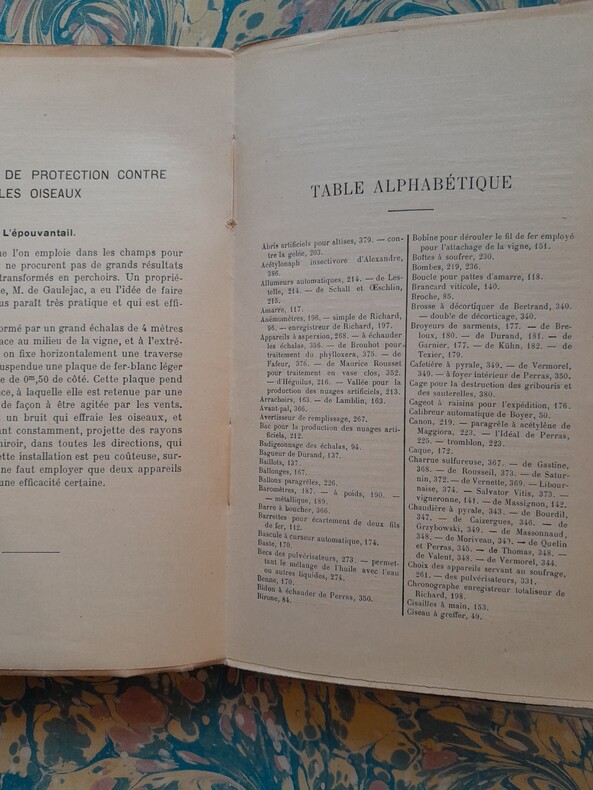 DE PROTECTION CONTRE
LES OISEAUX
L'épouvantail.
e l'on emploie dans les champs pour
ne procurent pas de grands résultats
transformés en perchoirs. Un propri-
e, M. de Gaulejac, a eu l'idée de faire
us paraît très pratique et qui est effi-
ormé par un grand échalas de 4 mètres
ace au milieu de la vigne, et à l'extré-
on fixe horizontalement une traverse
suspendue une plaque de fer-blanc léger
e de 0m,50 de côté. Cette plaque pend
ce, à laquelle elle est retenue par une
de façon à être agitée par les vents.
un bruit qui effraie les oiseaux, et
ant constamment, projette des rayons
miroir, dans toutes les directions, qui
ette installation est peu coûteuse, sur-
ne faut employer que deux appareils
une efficacité certaine.
TABLE ALPHABÉTIQUE
Abris artificiels pour altises, 379. — con-
tre la gelée, 203.
Acétylonaph insectivore d'Alexandre,
386.
Allumeurs automatiques, 214. — de Les-
telle, 214. — de Schall et Œschlin,
215.
Amarre, 117.
Anémomètres, 196. — simple de Richard,
96. — enregistreur de Richard, 197.
Appareils à aspersion, 268. — à échauder
les échalas, 356. — de Brouhot pour
traitement du phylloxera, 375. — de
Fafeur, 376. — de Maurice Rousset
pour traitement en vase clos, 352.
— d'Héguilus, 216. — Vallée pour la
production des nuages artificiels, 213.
Arrachoirs, 163. — de Lamblin, 163.
Avant-pal, 366.
Avertisseur de remplissage, 267.
Bac pour la production des nuages arti-
ficiels, 212.
Badigeonnage des échalas, 94.
Bagueur de Durand, 137.
Baillots, 137.
Ballonges, 167.
Ballons paragrêles, 226.
Baromètres, 187. — à poids, 190. —
— métallique, 189.
Barre à boucher, 366.
Barrettes pour écartement de deux fils
de fer, 112.
Bascule à curseur automatique, 174.
Baste, 170.
Becs des pulvérisateurs, 273. — permet-
tant le mélange de l'huile avec l'eau
ou autres liquides, 274.
Benne, 170.
Bidon à échauder de Perras, 350.
Birone, 84.
Bobine pour dérouler le fil de fer employé
pour l'attachage de la vigne, 151.
Bottes à soufrer, 230.
Bombes, 219, 236.
Boucle pour pattes d'amarre, 118.
Brancard viticole, 140.
Broche, 85.
Brosse à décortiquer de Bertrand, 340.
— double de décorticage, 340.
Broyeurs de sarments, 177. — de Bre-
loux, 180. — de Durand, 181. — de
Garnier, 177. — de Kühn, 182. — de
Texier, 179.
Cafetière à pyrale, 349. — de Vermorel,
349. — à foyer intérieur de Perras, 350.
Cage pour la destruction des gribouris et
des sauterelles, 380.
Cageot à raisins pour l'expédition, 176.
Calibreur automatique de Boyer, 50.
Canon, 219. — paragrêle à acétylène de
Maggiora, 223. — l'Idéal de Perras,
225. — tromblon, 223.
Caque, 172.
Charrue sulfureuse, 367. — de Gastine,
368. — de Rousseil, 373. — de Satur-
nin, 372. — de Vernette, 369. — Libour-
naise, 374. — Salvator Vitis, 373. —
vigneronne, 141. — de Massignon, 142.
Chaudière à pyrale, 343. — de Bourdil,
347. — de Caizergues, 346. — de
Grzybowski, 349. — de Massonnaud,
348. — de Moriveau, 349. — de Quelin
et Perras, 345. — de Thomas, 348. —
de Valent, 348. — de Vermorel, 344.
Choix des appareils servant au soufrage,
261. — des pulvérisateurs, 331.
Chronographe enregistreur totaliseur de
Richard, 198.
Cisailles à main, 153.
Ciseau à greffer, 49.